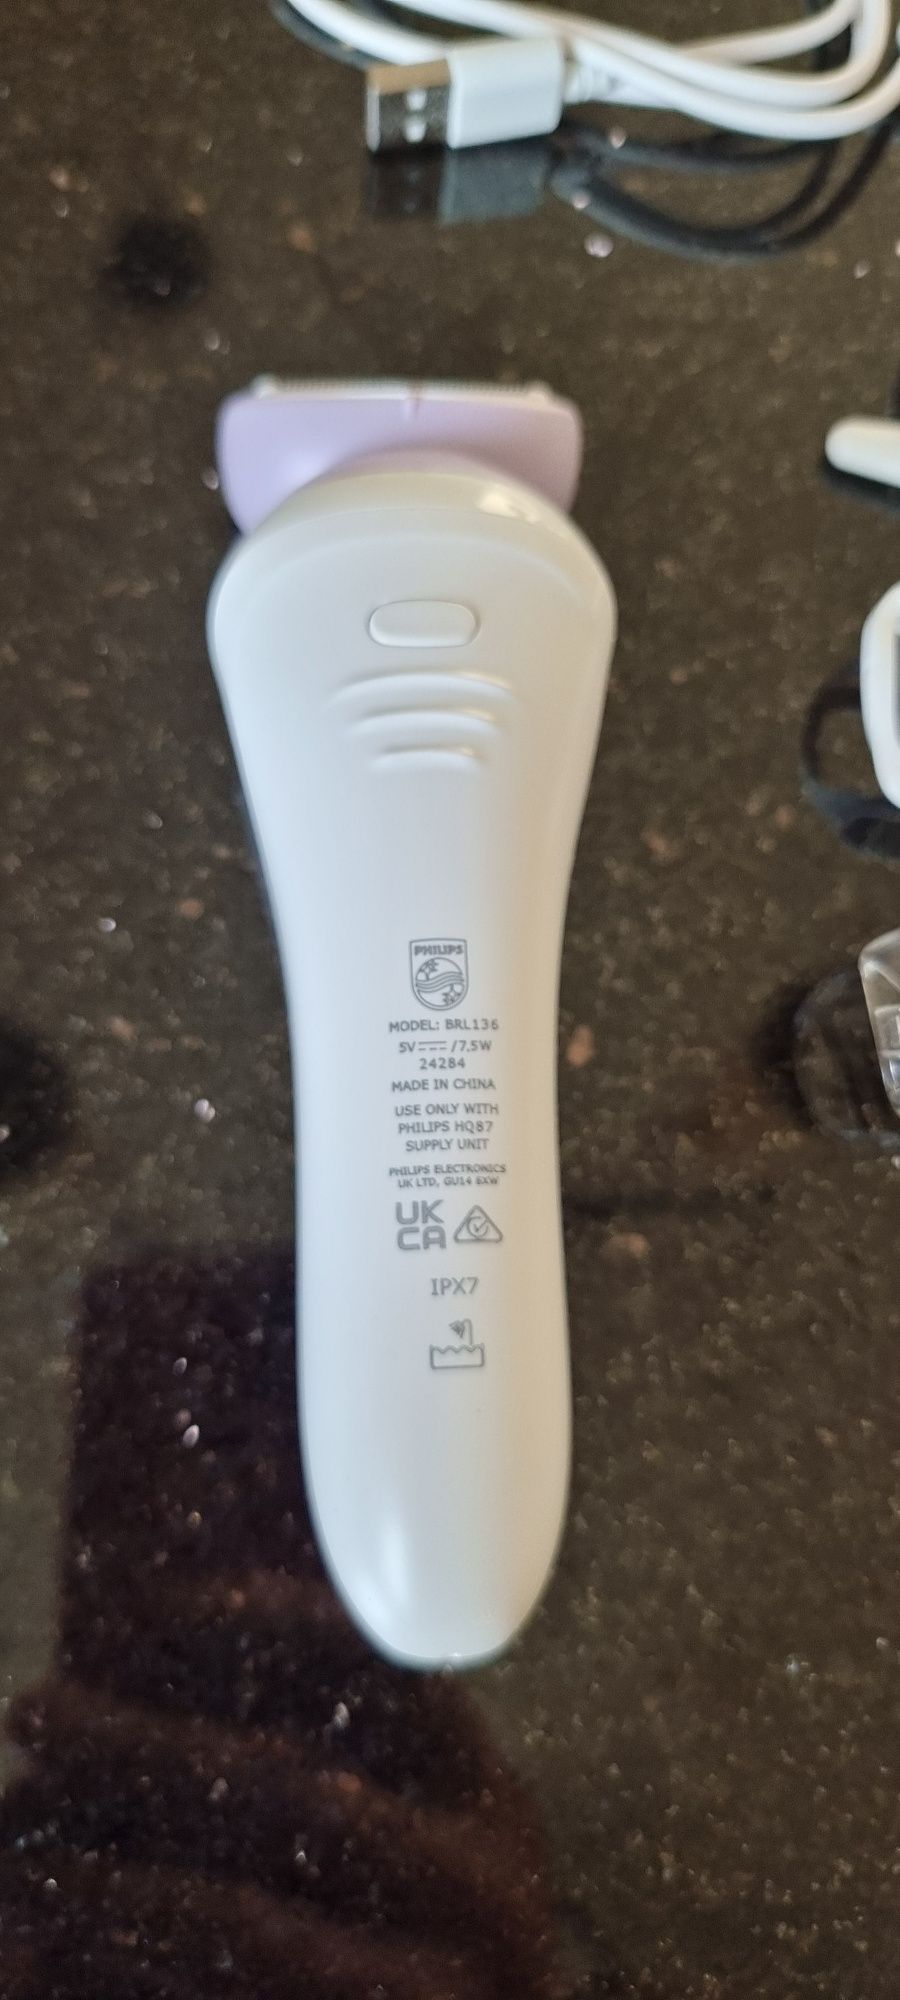 PHILIPS
MODEL: BRL136
5V⎓/7.5W
24284
MADE IN CHINA
USE ONLY WITH
PHILIPS HQ87
SUPPLY UNIT
PHILIPS ELECTRONICS
UK LTD, GU14 6XW
UK
CA
IPX7